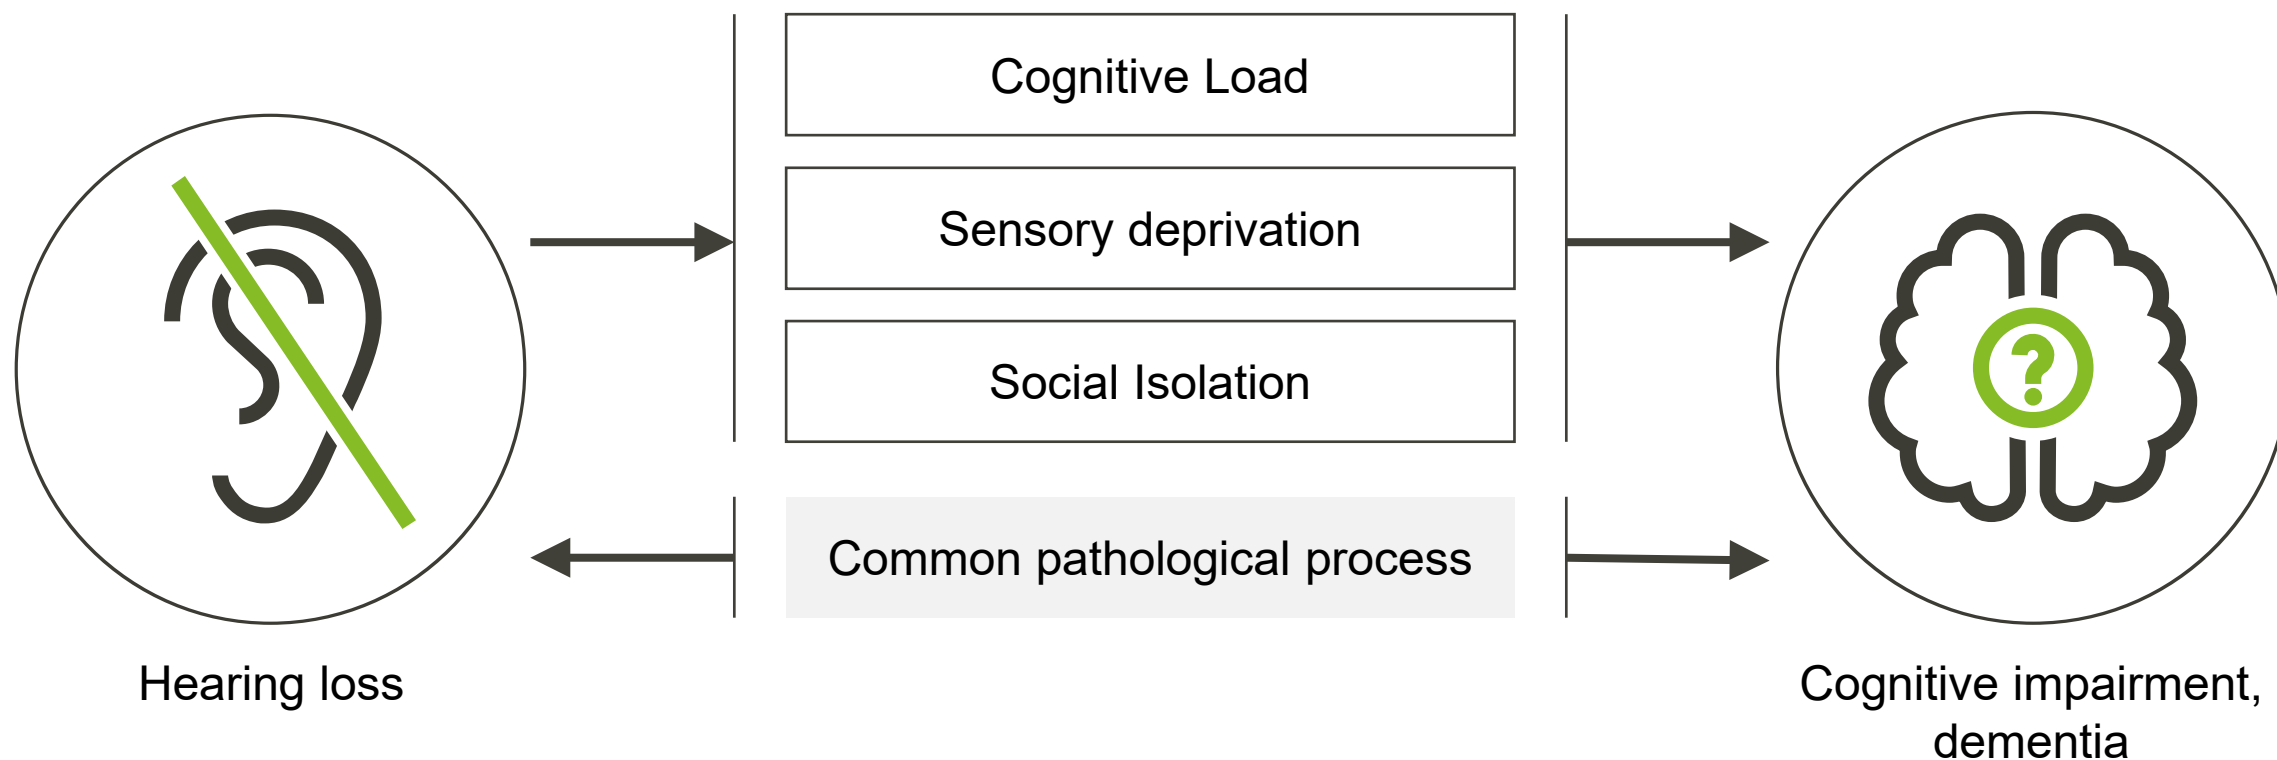 Cognitive Load
Sensory deprivation
Social Isolation
Common pathological process
Hearing loss
Cognitive impairment,
dementia
?